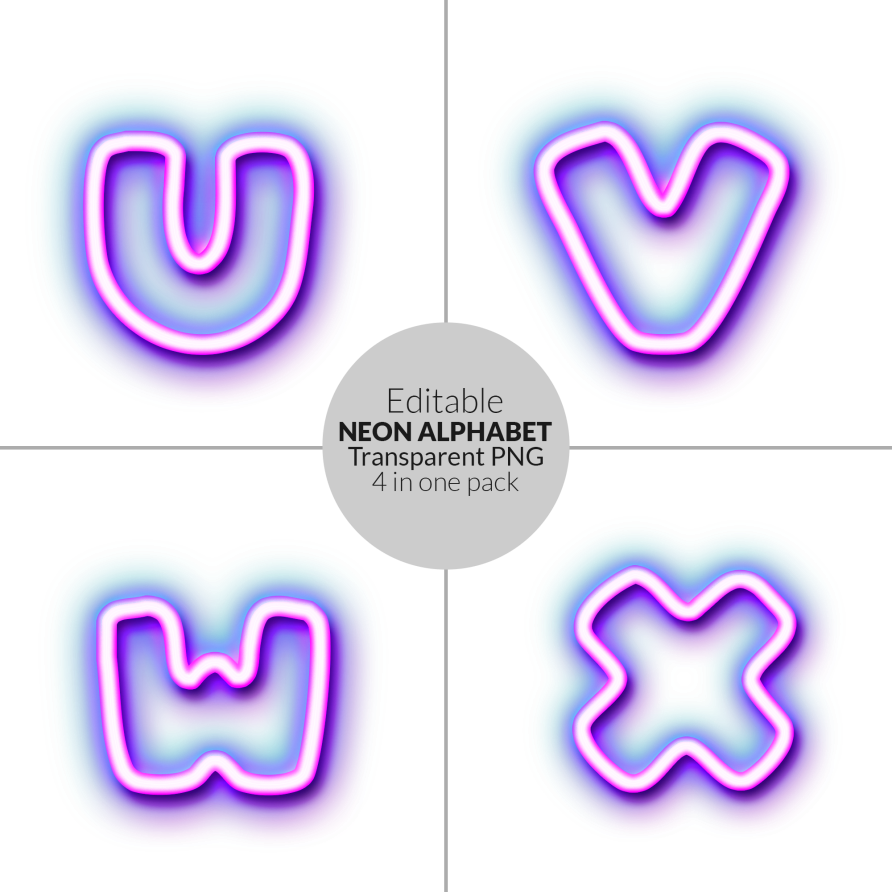 U
V
Editable
NEON ALPHABET
Transparent PNG
4 in one pack
W
X